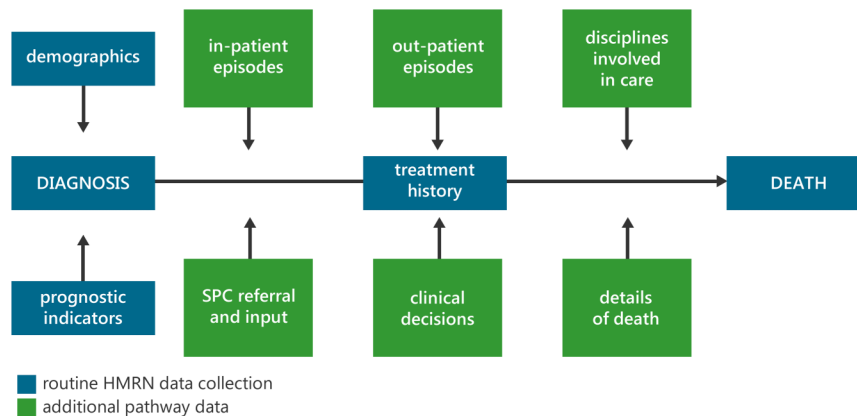 demographics
in-patient
episodes
out-patient
episodes
disciplines
involved
in care
DIAGNOSIS
treatment
history
DEATH
prognostic
indicators
SPC referral
and input
clinical
decisions
details
of death
routine HMRN data collection
additional pathway data